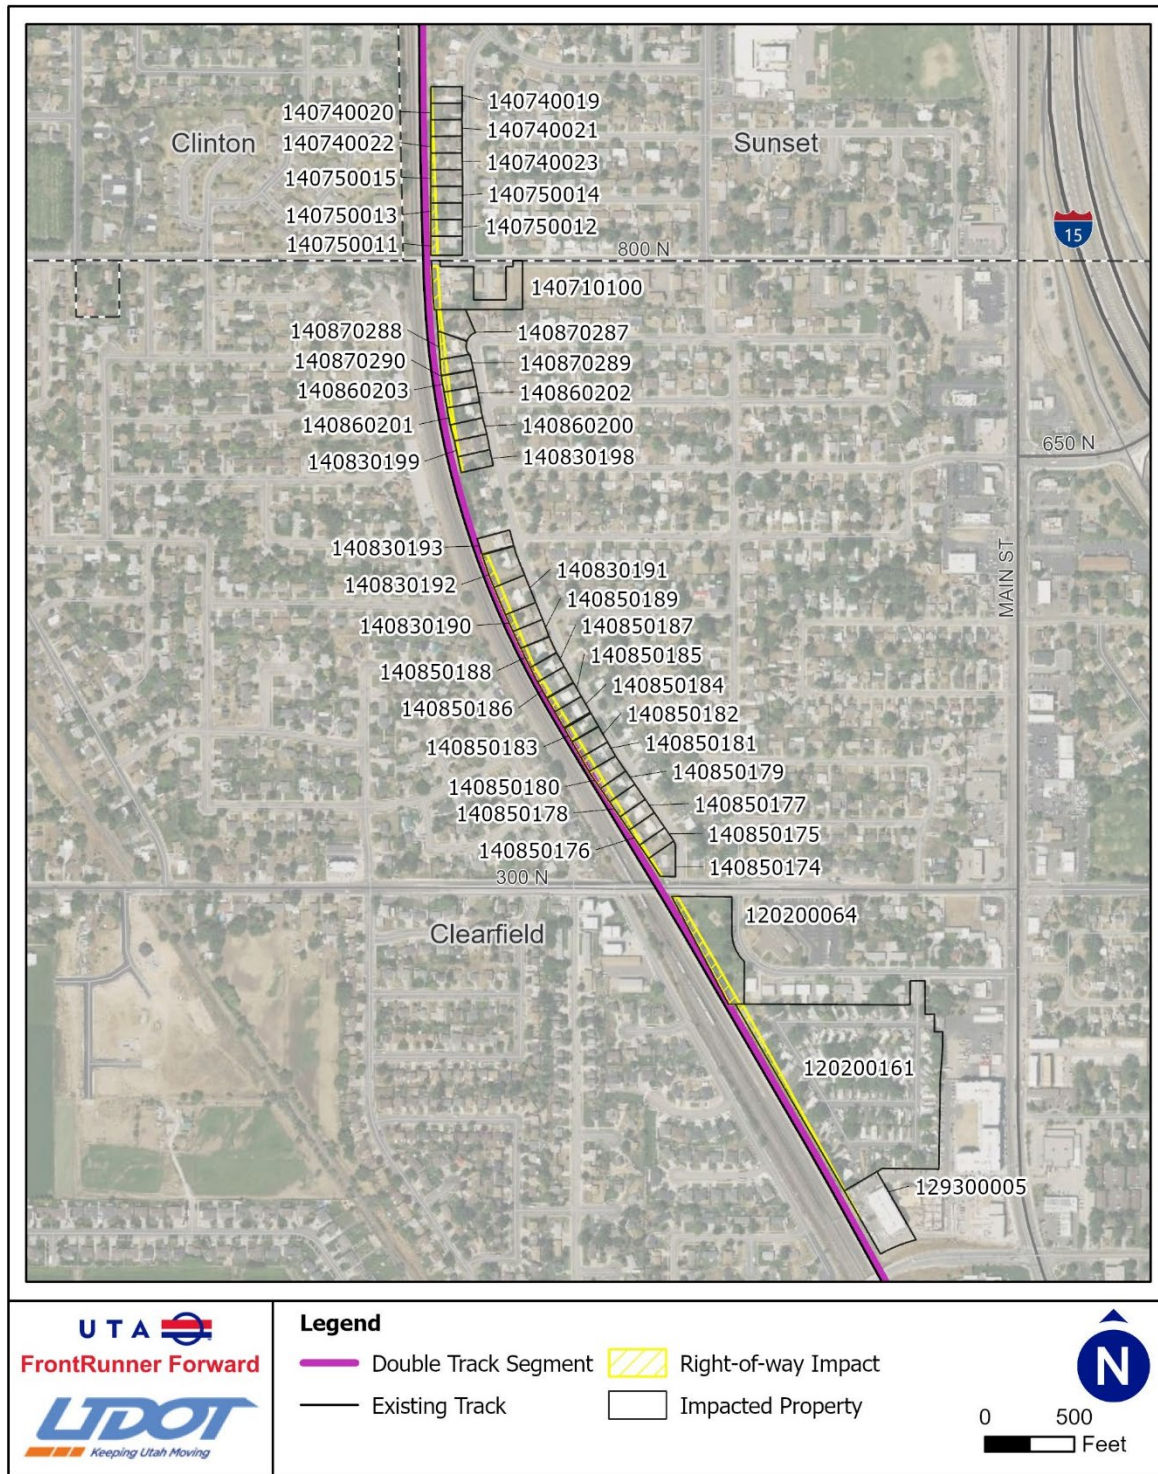 140740019
140740020
140740021
Clinton
Sunset
140740022
140740023
140750015
140750014
140750013
140750012
15
140750011
800 N
140710100
140870288
140870287
140870290
140870289
140860203
140860202
140860201
140860200
650 N
140830199
140830198
140830193
140830191
140830192
MAIN ST
140850189
140830190
140850187
140850185
140850188
140850184
140850186
140850182
140850183
140850181
140850179
140850180
140850177
140850178
140850175
140850176
140850174
300 N
120200064
Clearfield
120200161
129300005
UTA
FrontRunner Forward
UDOT
Keeping Utah Moving
Legend
Double Track Segment
Right-of-way Impact
Existing Track
Impacted Property
N
0 500
Feet